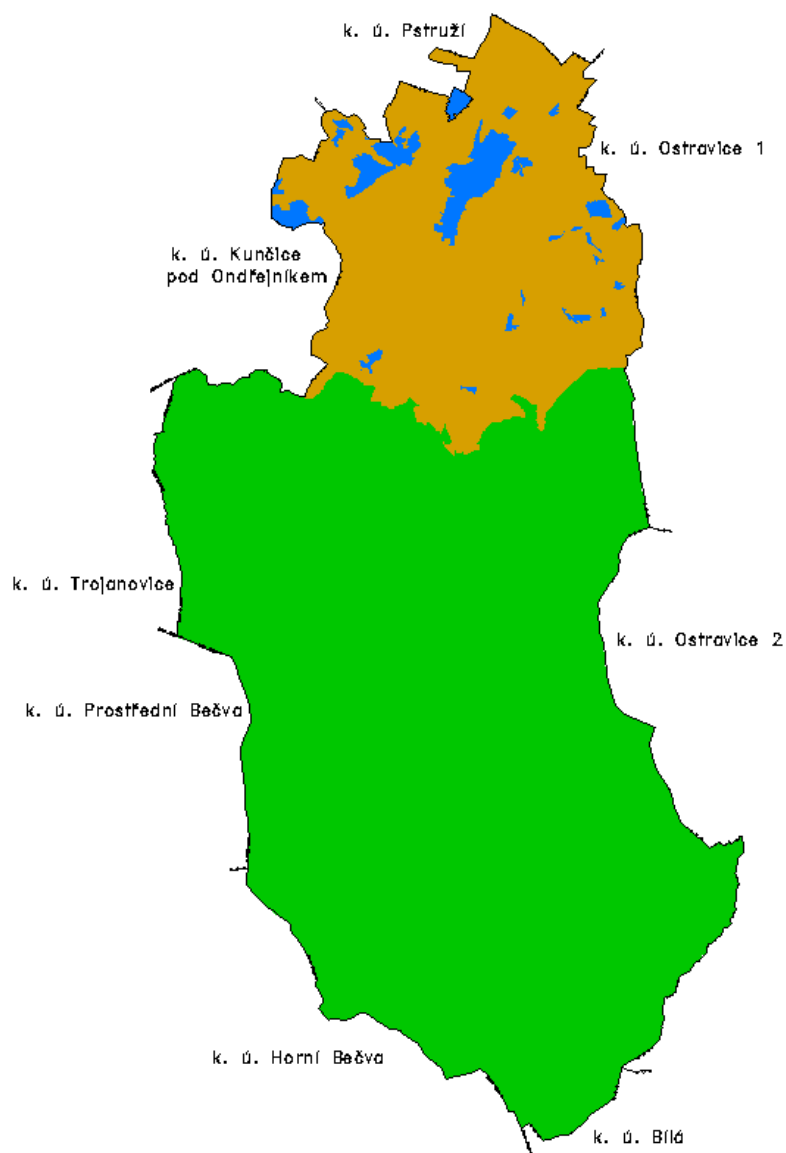 k. ú. Pstruží
k. ú. Ostravice 1
k. ú. Kunčice
pod Ondřejníkem
k. ú. Trojanovice
k. ú. Ostravice 2
k. ú. Prostřední Bečva
k. ú. Horní Bečva
k. ú. Bílá